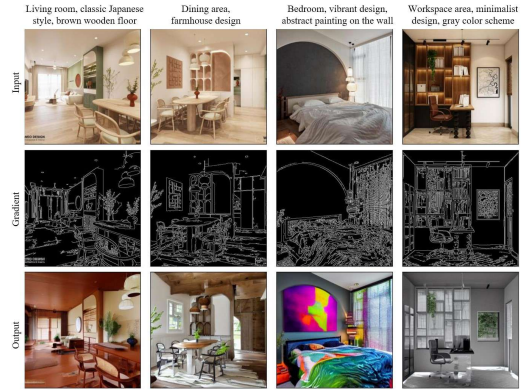 Living room, classic Japanese
style, brown wooden floor
Dining area,
farmhouse design
Bedroom, vibrant design,
abstract painting on the wall
Workspace area, minimalist
design, gray color scheme
Input
Gradient
Output